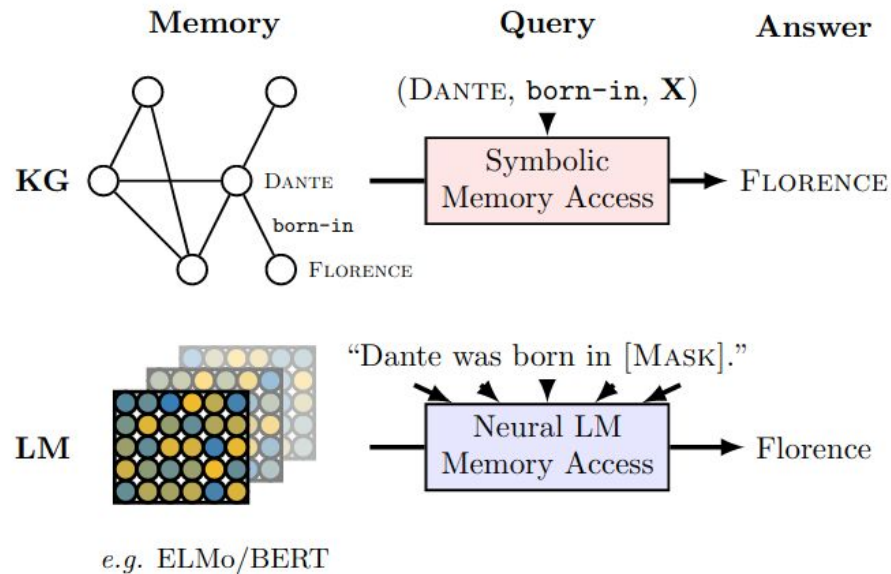 Memory Query Answer
(DANTE, born-in, X)
KG
DANTE
born-in
FLORENCE
Symbolic
Memory Access
FLORENCE
“Dante was born in [MASK].”
LM
Neural LM
Memory Access
Florence
e.g. ELMo/BERT